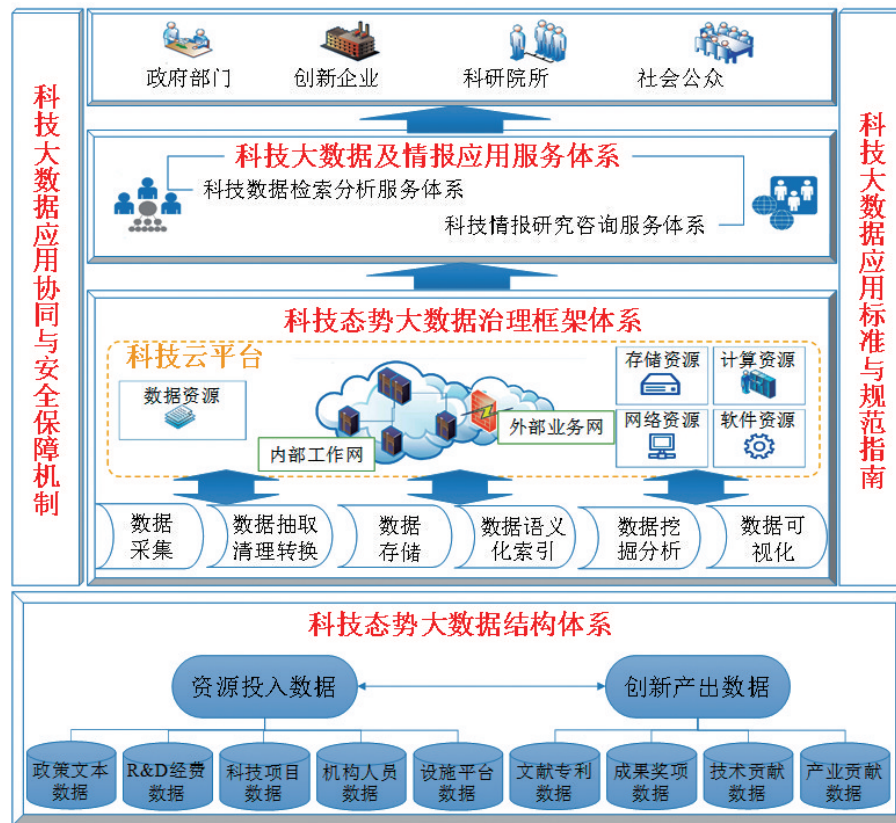 科技大数据应用协同与安全保障机制
政府部门
创新企业
科研院所
社会公众
科技大数据及情报应用服务体系
科技数据检索分析服务体系
科技情报研究咨询服务体系
科技态势大数据治理框架体系
科技云平台
数据资源
内部工作网
外部业务网
存储资源
计算资源
网络资源
软件资源
数据
采集
数据抽取
清理转换
数据
存储
数据语义
化索引
数据挖
掘分析
数据可
视化
科技大数据应用标准与规范指南
科技态势大数据结构体系
资源投入数据
创新产出数据
政策文本
数据
R&D经费
数据
科技项目
数据
机构人员
数据
设施平台
数据
文献专利
数据
成果奖项
数据
技术贡献
数据
产业贡献
数据